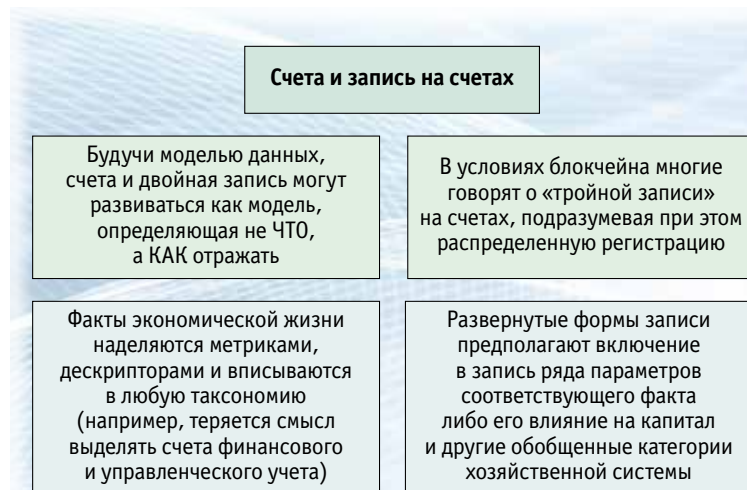 Счета и запись на счетах
Будучи моделью данных,
счета и двойная запись могут
развиваться как модель,
определяющая не ЧТО,
а КАК отражать
В условиях блокчейна многие
говорят о «тройной записи»
на счетах, подразумевая при этом
распределенную регистрацию
Факты экономической жизни
наделяются метриками,
дескрипторами и вписываются
в любую таксономию
(например, теряется смысл
выделять счета финансового
и управленческого учета)
Развернутые формы записи
предполагают включение
в запись ряда параметров
соответствующего факта
либо его влияние на капитал
и другие обобщенные категории
хозяйственной системы